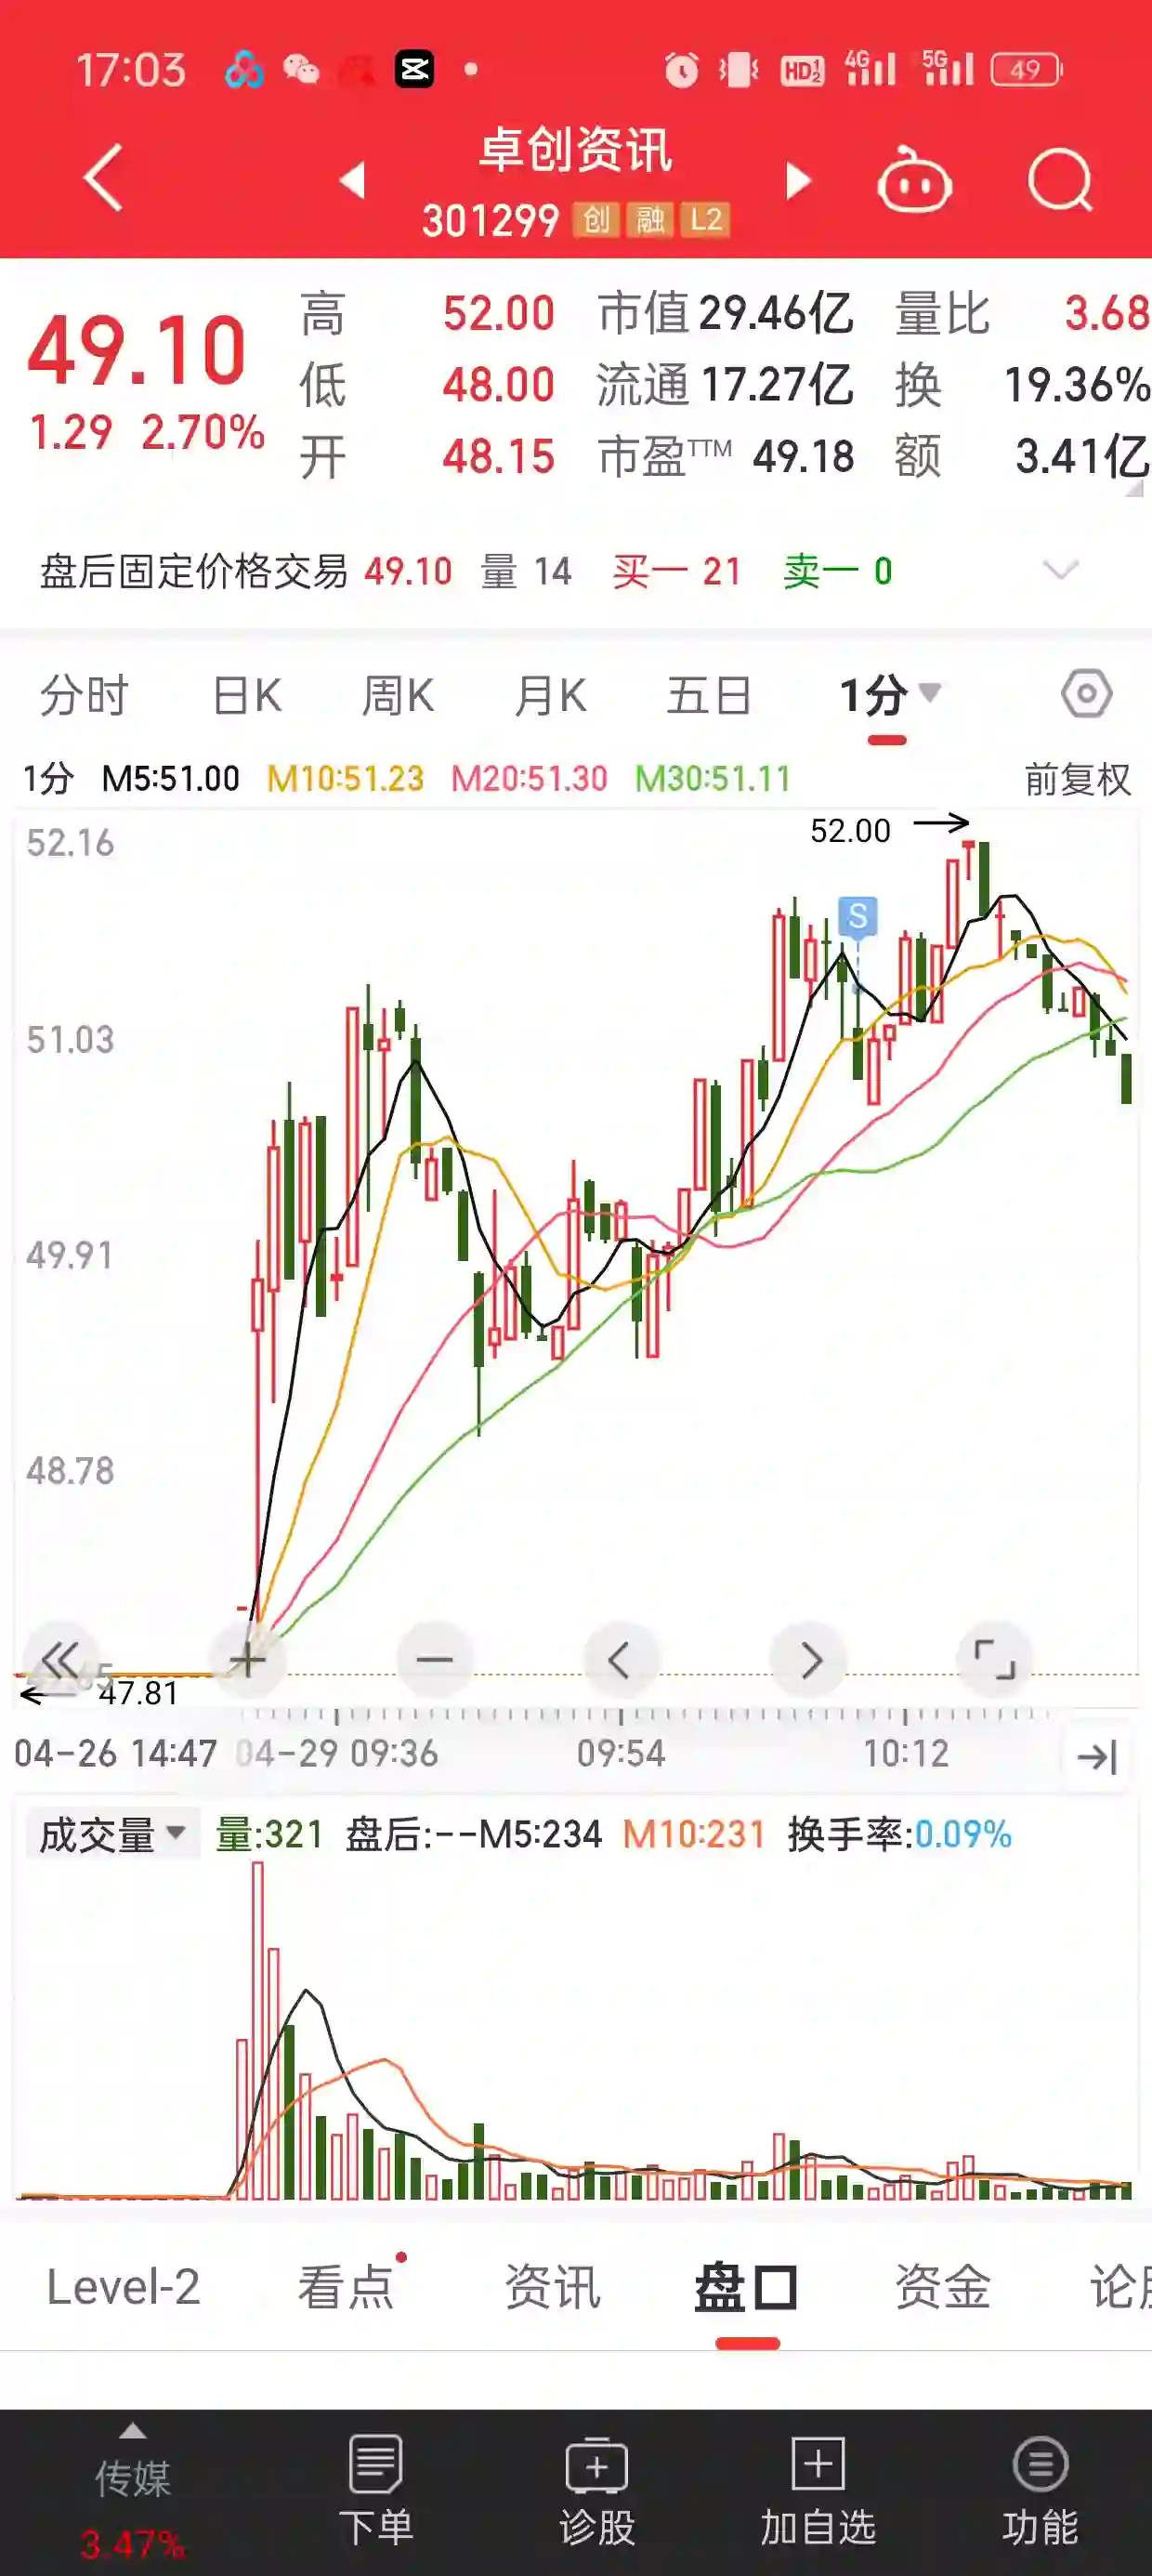 17:03 HD1 2 4G 5G 49
卓创资讯
301299 创 融 L2
49.10
1.29 2.70%
高 52.00 市值 29.46亿 量比 3.68
低 48.00 流通 17.27亿 换 19.36%
开 48.15 市盈TTM 49.18 额 3.41亿
盘后固定价格交易 49.10 量 14 买一 21 卖一 0
分时 日K 周K 月K 五日 1分
1分 M5:51.00 M10:51.23 M20:51.30 M30:51.11 前复权
52.16
52.00
S
51.03
49.91
48.78
47.81
04-26 14:47 04-29 09:36 09:54 10:12
成交量 量:321 盘后:--M5:234 M10:231 换手率:0.09%
Level-2 看点 资讯 盘口 资金
传媒
3.47%
下单 诊股 加自选 功能